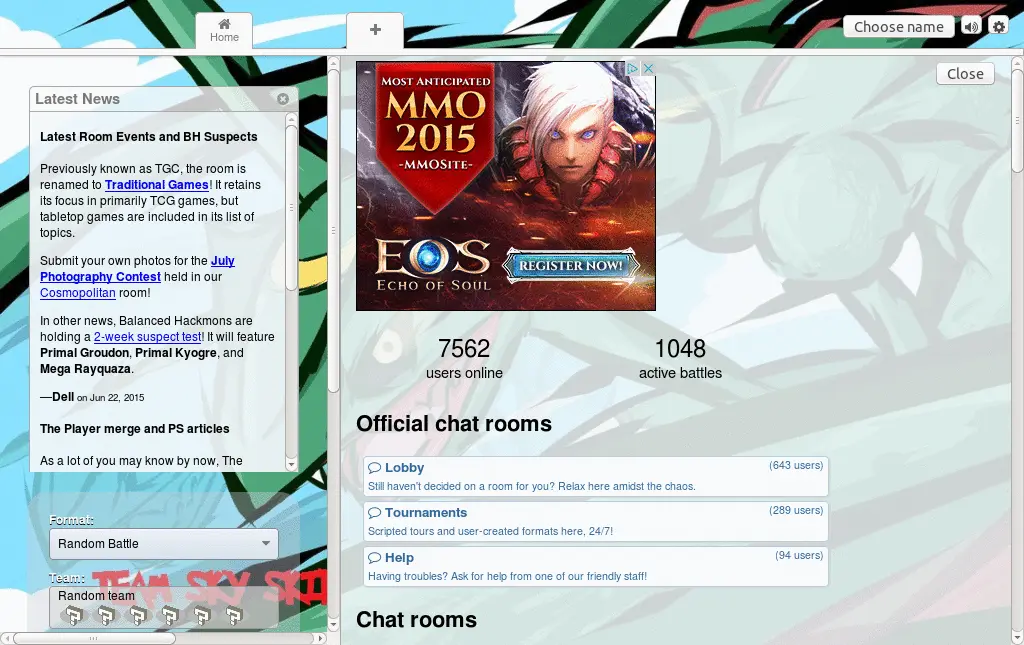 Home
+
Choose name
Latest News
Latest Room Events and BH Suspects
Previously known as TGC, the room is
renamed to Traditional Games! It retains
its focus in primarily TCG games, but
tabletop games are included in its list of
topics.
Submit your own photos for the July
Photography Contest held in our
Cosmopolitan room!
In other news, Balanced Hackmons are
holding a 2-week suspect test! It will feature
Primal Groudon, Primal Kyogre, and
Mega Rayquaza.
—Dell on Jun 22, 2015
The Player merge and PS articles
As a lot of you may know by now, The
Format:
Random Battle
Team:
TEAM SKY
Random team
? ? ? ? ? ?
Close
MOST ANTICIPATED
MMO
2015
-MMOSITE-
EOS
ECHO OF SOUL
REGISTER NOW!
7562
users online
1048
active battles
Official chat rooms
Lobby
(643 users)
Still haven't decided on a room for you? Relax here amidst the chaos.
Tournaments
(289 users)
Scripted tours and user-created formats here, 24/7!
Help
(94 users)
Having troubles? Ask for help from one of our friendly staff!
Chat rooms